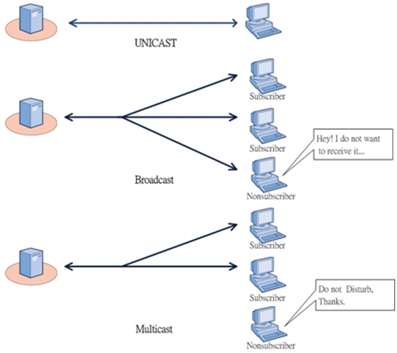 UNICAST
Subscriber
Subscriber
Hey! I do not want
to receive it...
Broadcast
Nonsubscriber
Subscriber
Subscriber
Do not Disturb,
Thanks.
Multicast
Nonsubscriber